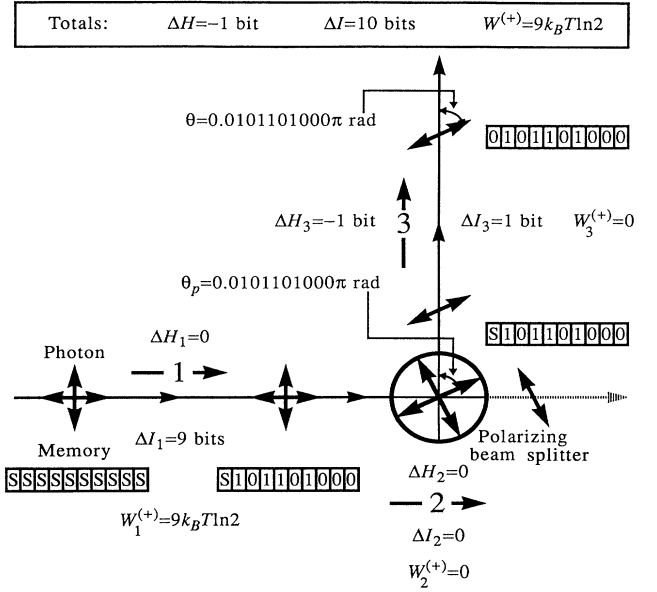 Totals: ΔH=−1 bit ΔI=10 bits W(+)=9kBTln2
θ=0.0101101000π rad
0101101000
ΔH3=−1 bit 3 ΔI3=1 bit W3(+)=0
θp=0.0101101000π rad
S101101000
ΔH1=0
Photon
1
Memory
ΔI1=9 bits
Polarizing
beam splitter
SSSSSSSSSS S101101000
ΔH2=0
2
W1(+)=9kBTln2
ΔI2=0
W2(+)=0